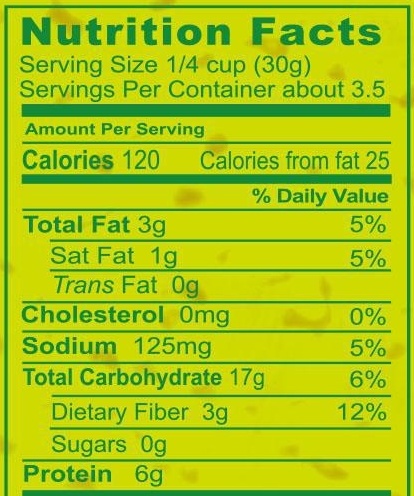 Nutrition Facts
Serving Size 1/4 cup (30g)
Servings Per Container about 3.5
Amount Per Serving
Calories 120 Calories from fat 25
% Daily Value
Total Fat 3g 5%
Sat Fat 1g 5%
Trans Fat 0g
Cholesterol 0mg 0%
Sodium 125mg 5%
Total Carbohydrate 17g 6%
Dietary Fiber 3g 12%
Sugars 0g
Protein 6g